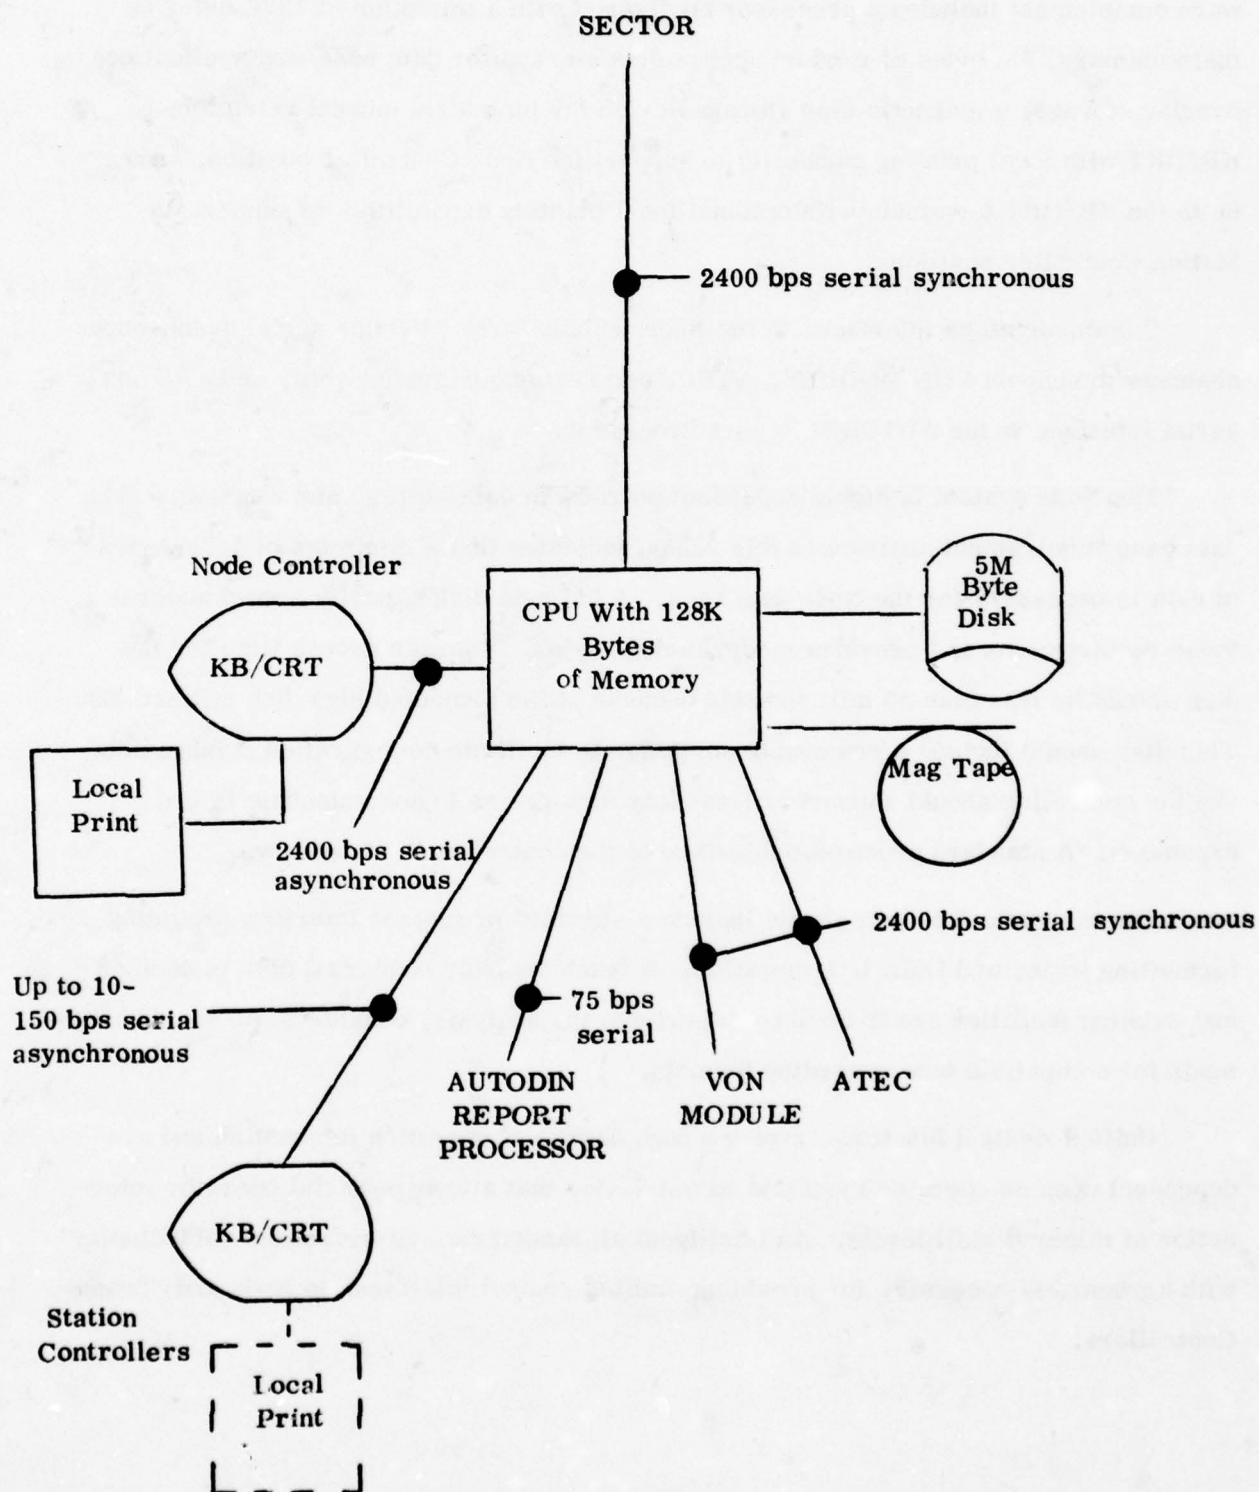 SECTOR
2400 bps serial synchronous
Node Controller
KB/CRT
CPU With 128K
Bytes
of Memory
5M
Byte
Disk
Mag Tape
Local
Print
2400 bps serial
asynchronous
2400 bps serial synchronous
Up to 10-
150 bps serial
asynchronous
75 bps
serial
AUTODIN
REPORT
PROCESSOR
VON
MODULE
ATEC
KB/CRT
Station
Controllers
Local
Print